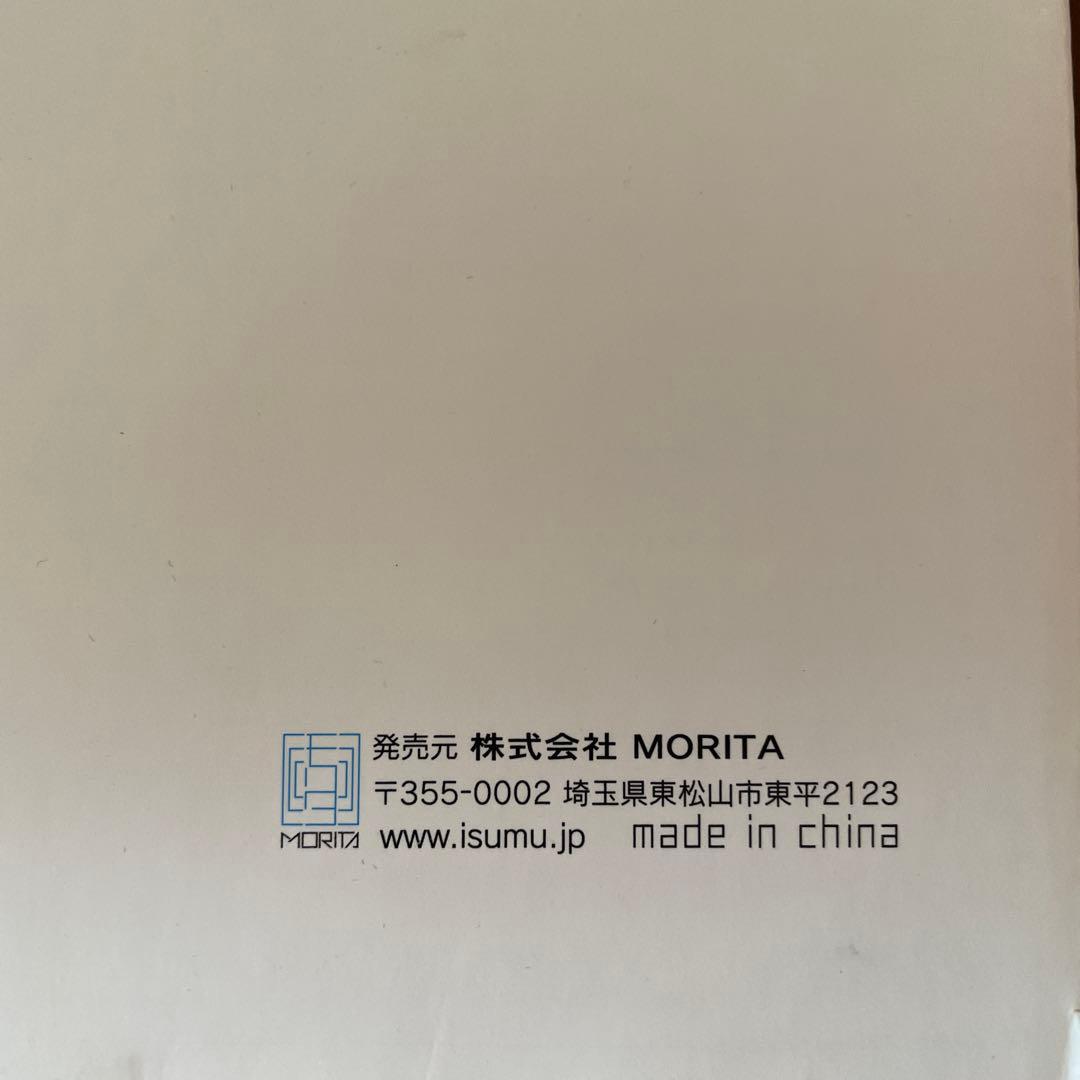 発売元 株式会社 MORITA
〒355-0002 埼玉県東松山市東平2123
MORITA www.isumu.jp made in china